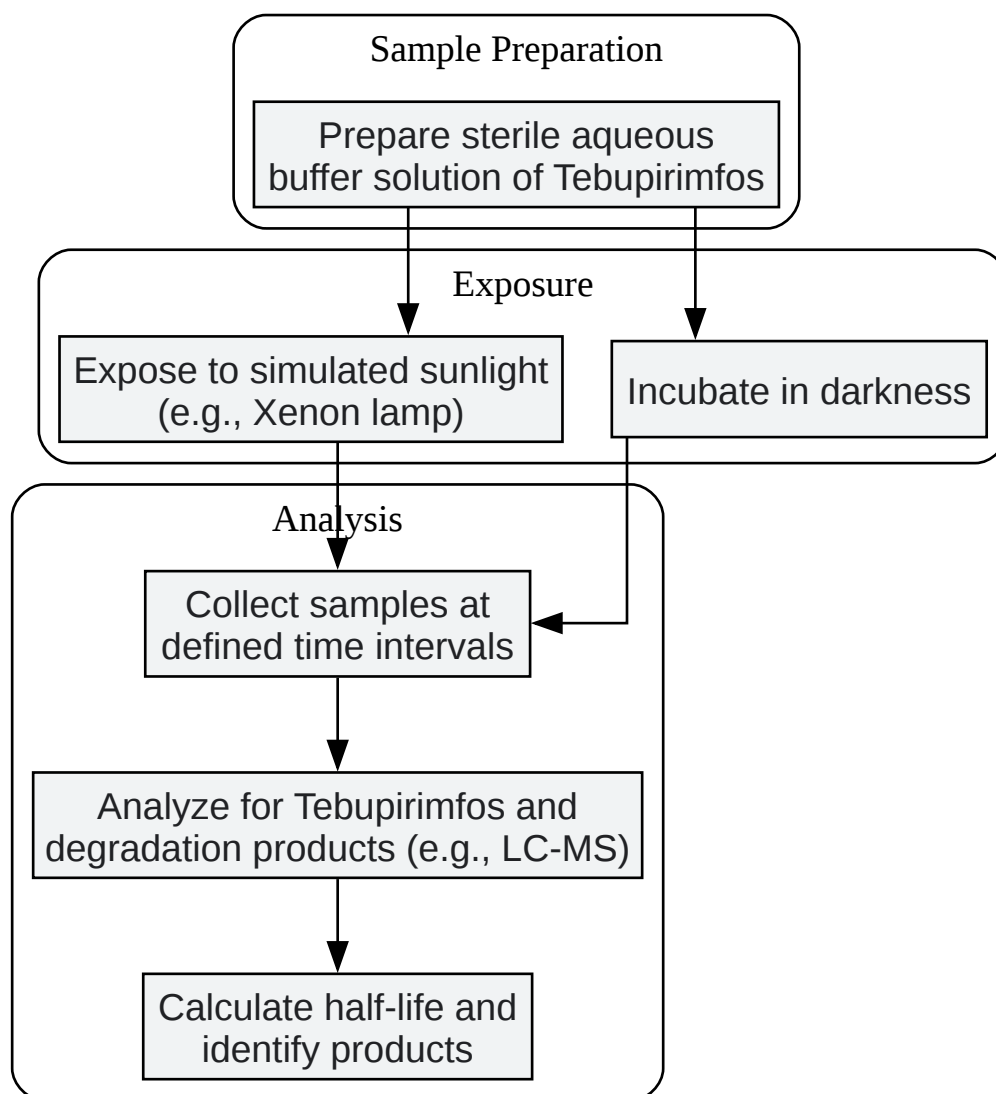 Sample Preparation
Prepare sterile aqueous
buffer solution of Tebupirimfos
Exposure
Expose to simulated sunlight
(e.g., Xenon lamp)
Incubate in darkness
Analysis
Collect samples at
defined time intervals
Analyze for Tebupirimfos and
degradation products (e.g., LC-MS)
Calculate half-life and
identify products